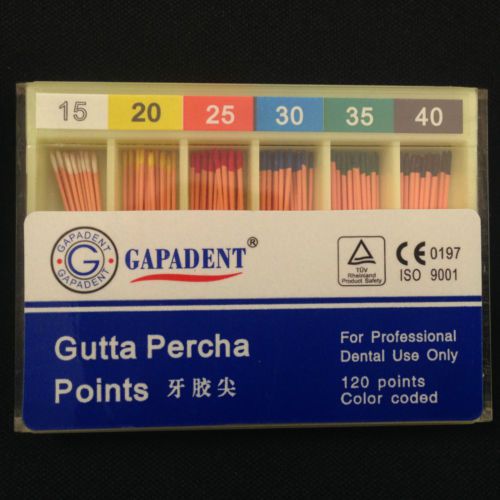 15 20 25 30 35 40
GAPADENT
G
GAPADENT
GAPADENT®
TÜV
Rheinland
Product Safety
CE 0197
ISO 9001
Gutta Percha
Points 牙胶尖
For Professional
Dental Use Only
120 points
Color coded